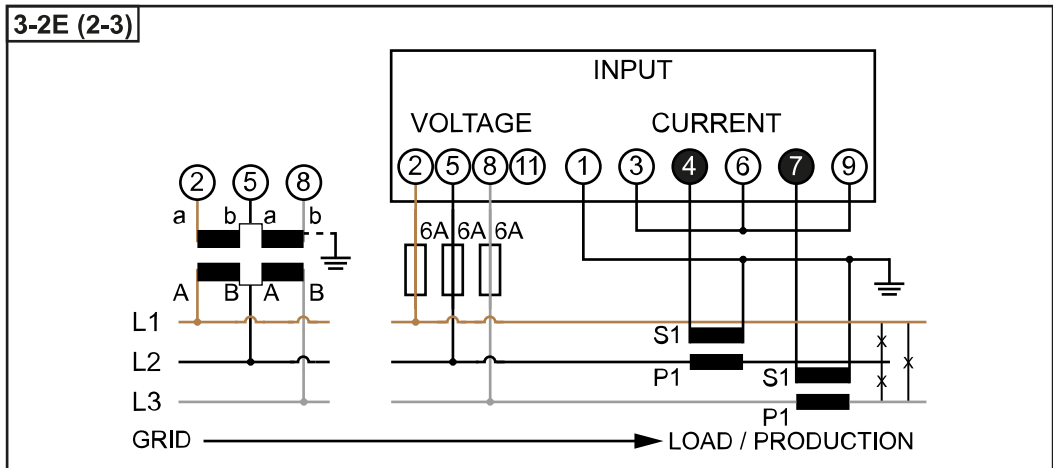 3-2E (2-3)
INPUT
VOLTAGE CURRENT
2 5 8 11 1 3 4 6 7 9
2 5 8
a b a b
6A 6A 6A
A B A B
L1
S1
L2
P1 S1
L3
P1
GRID LOAD / PRODUCTION